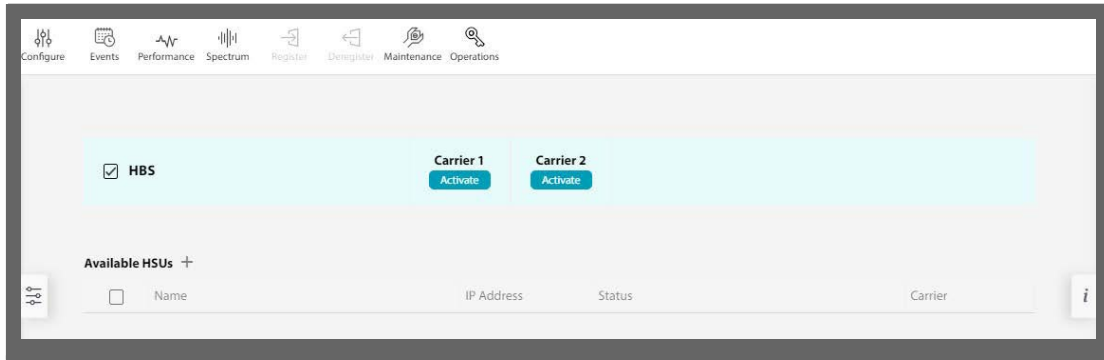 Configure Events Performance Spectrum Register Deregister Maintenance Operations
HBS Carrier 1 Carrier 2
Activate Activate
Available HSUs +
Name IP Address Status Carrier
i